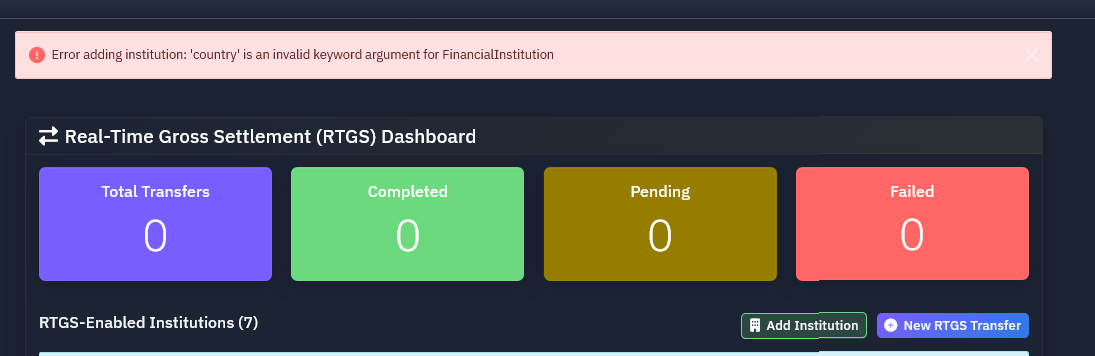 Error adding institution: 'country' is an invalid keyword argument for FinancialInstitution
Real-Time Gross Settlement (RTGS) Dashboard
Total Transfers
0
Completed
0
Pending
0
Failed
0
RTGS-Enabled Institutions (7)
Add Institution
New RTGS Transfer